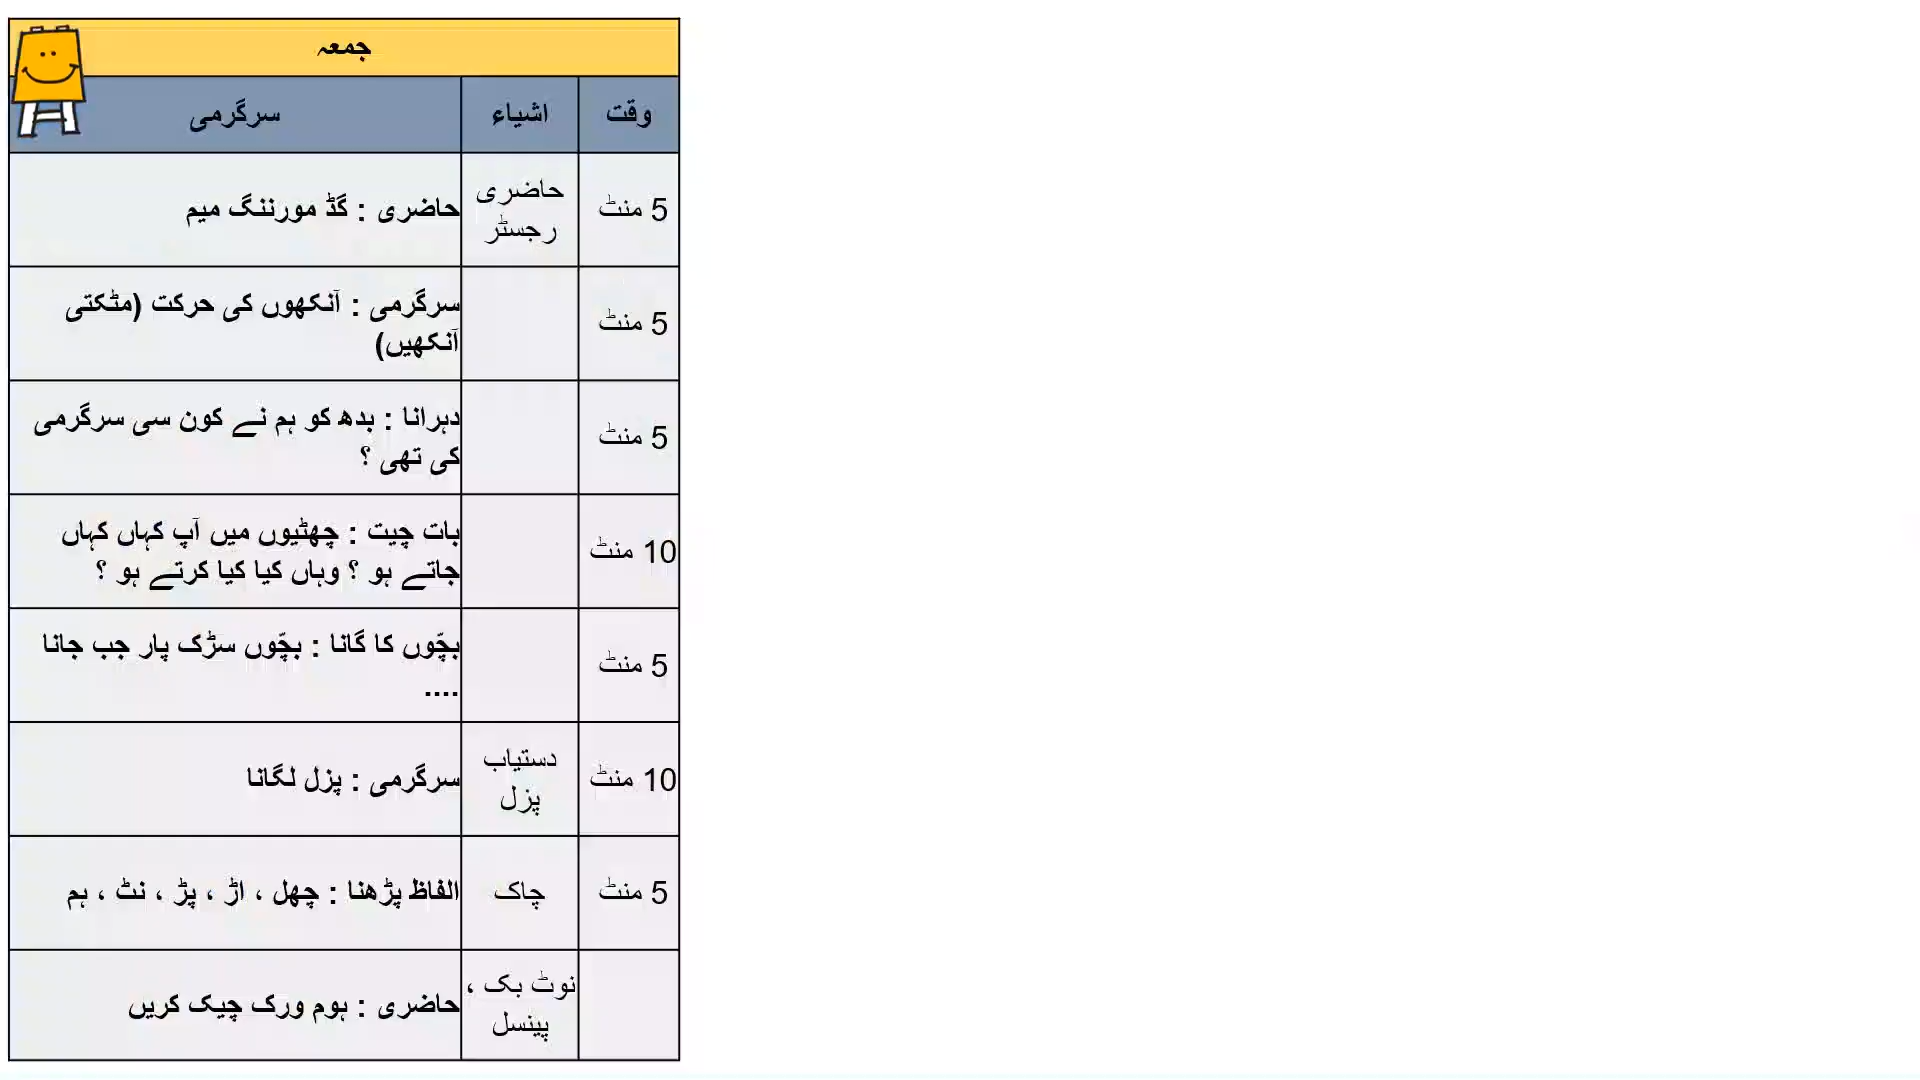 جمعہ
وقت
اشیاء
سرگرمی
5 منٹ
حاضری
رجسٹر
حاضری : گڈ مورننگ میم
5 منٹ
سرگرمی : آنکھوں کی حرکت (مٹکتی
آنکھیں)
5 منٹ
دہرانا : بدھ کو ہم نے کون سی سرگرمی
کی تھی ؟
10 منٹ
بات چیت : چھٹیوں میں آپ کہاں کہاں
جاتے ہو ؟ وہاں کیا کیا کرتے ہو ؟
5 منٹ
بچّوں کا گانا : بچّوں سڑک پار جب جانا
....
10 منٹ
دستیاب
پزل
سرگرمی : پزل لگانا
5 منٹ
چاک
الفاظ پڑھنا : چھل ، اڑ ، پڑ ، نٹ ، ہم
نوٹ بک ،
پینسل
حاضری : ہوم ورک چیک کریں